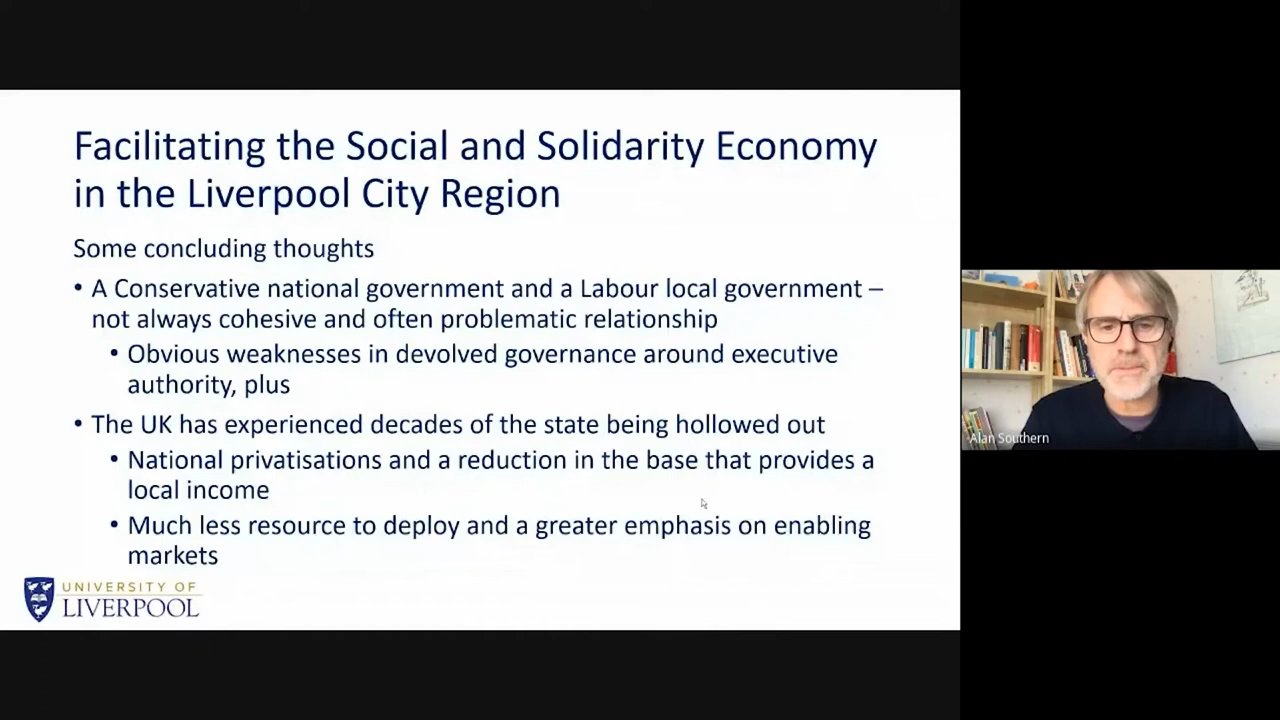 Facilitating the Social and Solidarity Economy
in the Liverpool City Region
Some concluding thoughts
• A Conservative national government and a Labour local government –
not always cohesive and often problematic relationship
• Obvious weaknesses in devolved governance around executive
authority, plus
• The UK has experienced decades of the state being hollowed out
• National privatisations and a reduction in the base that provides a
local income
• Much less resource to deploy and a greater emphasis on enabling
markets
UNIVERSITY OF
LIVERPOOL
Alan Southern